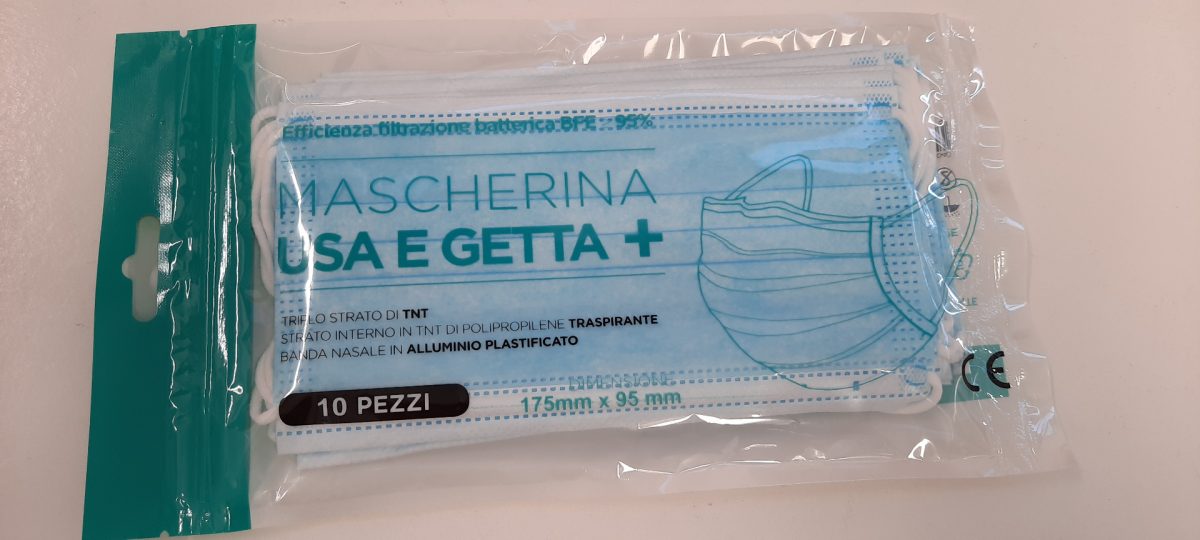 Efficienza filtrazione batterica BFE 95%
MASCHERINA
USA E GETTA +
TRIPLO STRATO DI TNT
STRATO INTERNO IN TNT DI POLIPROPILENE TRASPIRANTE
BANDA NASALE IN ALLUMINIO PLASTIFICATO
DIMENSIONE
10 PEZZI
175mm x 95 mm
CE